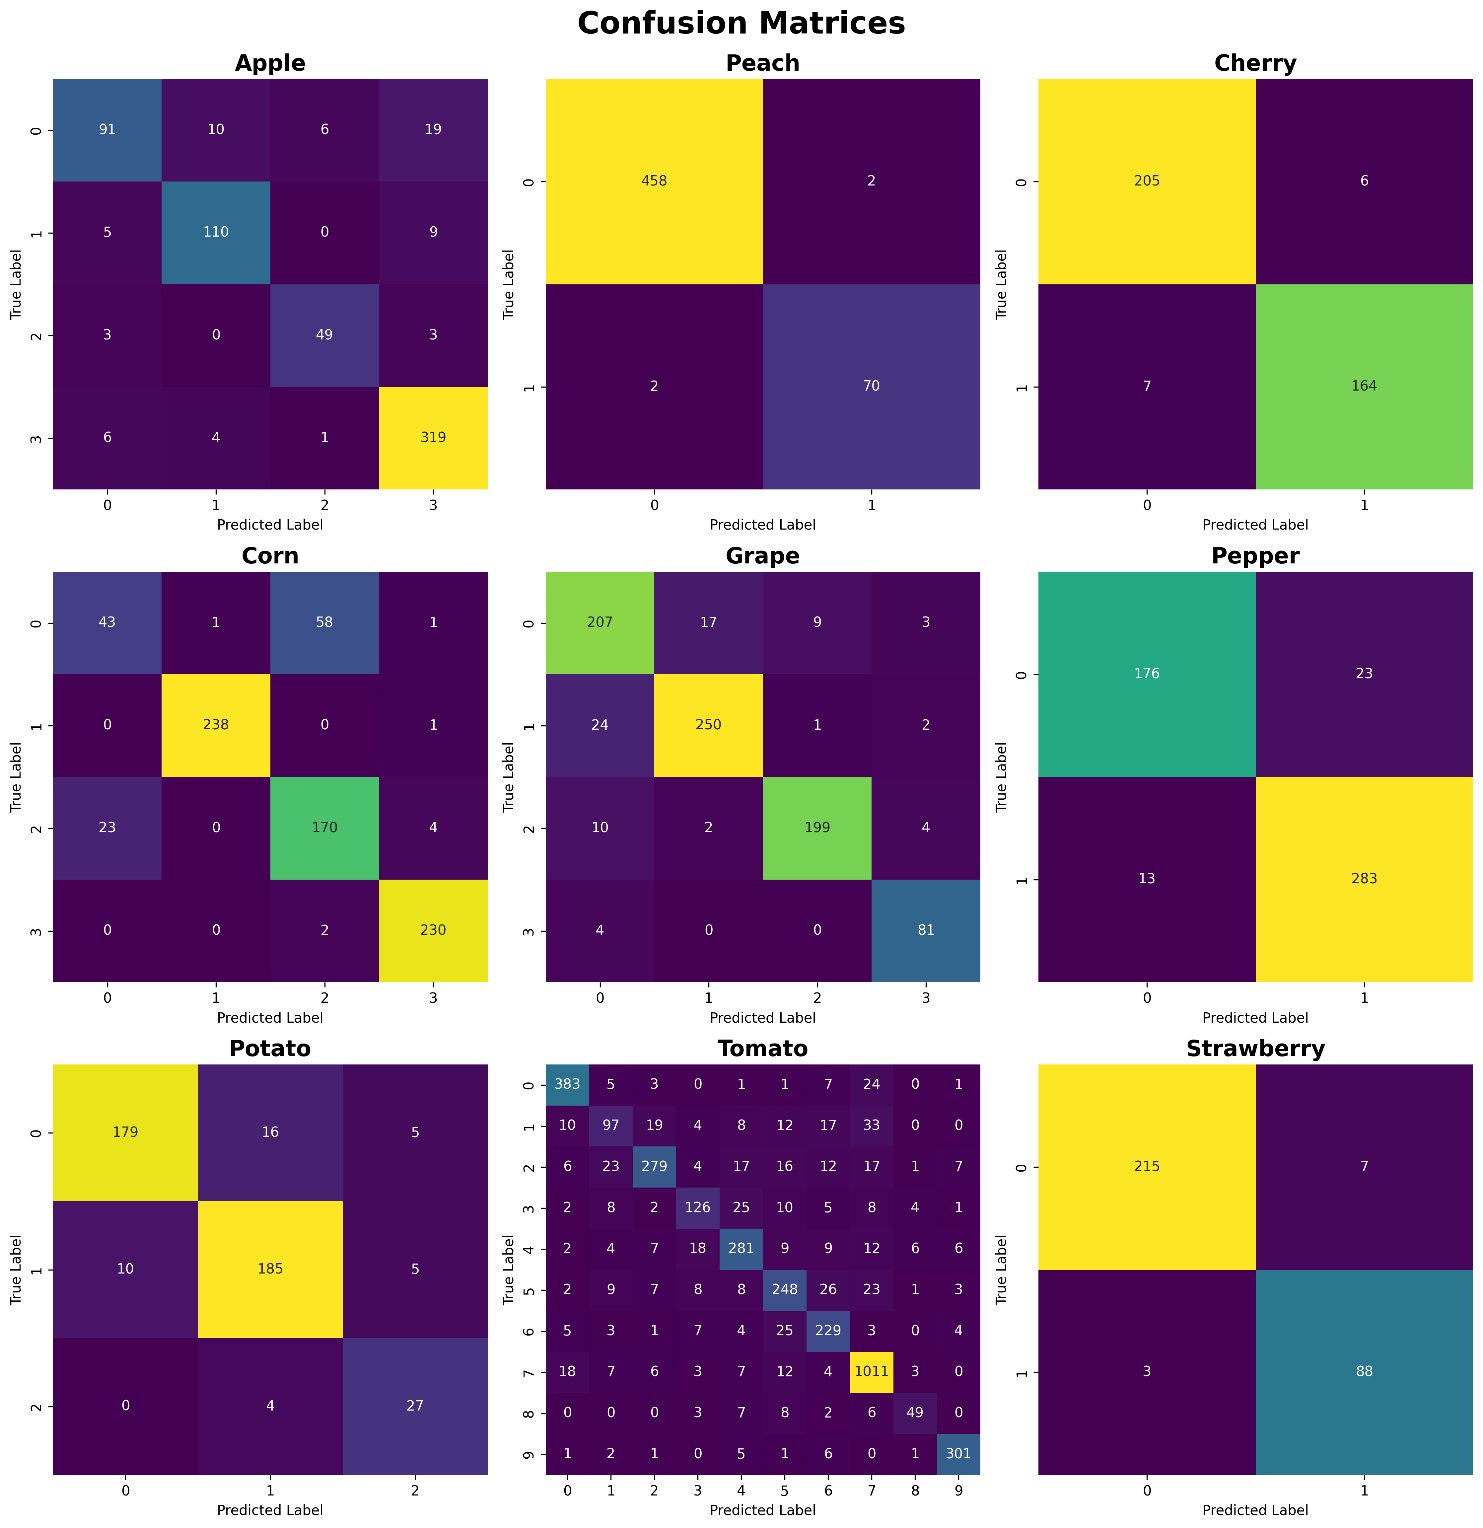 Confusion Matrices
Apple
True Label
0 91 10 6 19
1 5 110 0 9
2 3 0 49 3
3 6 4 1 319
0 1 2 3
Predicted Label
Peach
True Label
0 458 2
1 2 70
0 1
Predicted Label
Cherry
True Label
0 205 6
1 7 164
0 1
Predicted Label
Corn
True Label
0 43 1 58 1
1 0 238 0 1
2 23 0 170 4
3 0 0 2 230
0 1 2 3
Predicted Label
Grape
True Label
0 207 17 9 3
1 24 250 1 2
2 10 2 199 4
3 4 0 0 81
0 1 2 3
Predicted Label
Pepper
True Label
0 176 23
1 13 283
0 1
Predicted Label
Potato
True Label
0 179 16 5
1 10 185 5
2 0 4 27
0 1 2
Predicted Label
Tomato
True Label
0 383 5 3 0 1 1 7 24 0 1
1 10 97 19 4 8 12 17 33 0 0
2 6 23 279 4 17 16 12 17 1 7
3 2 8 2 126 25 10 5 8 4 1
4 2 4 7 18 281 9 9 12 6 6
5 2 9 7 8 8 248 26 23 1 3
6 5 3 1 7 4 25 229 3 0 4
7 18 7 6 3 7 12 4 1011 3 0
8 0 0 0 3 7 8 2 6 49 0
9 1 2 1 0 5 1 6 0 1 301
0 1 2 3 4 5 6 7 8 9
Predicted Label
Strawberry
True Label
0 215 7
1 3 88
0 1
Predicted Label